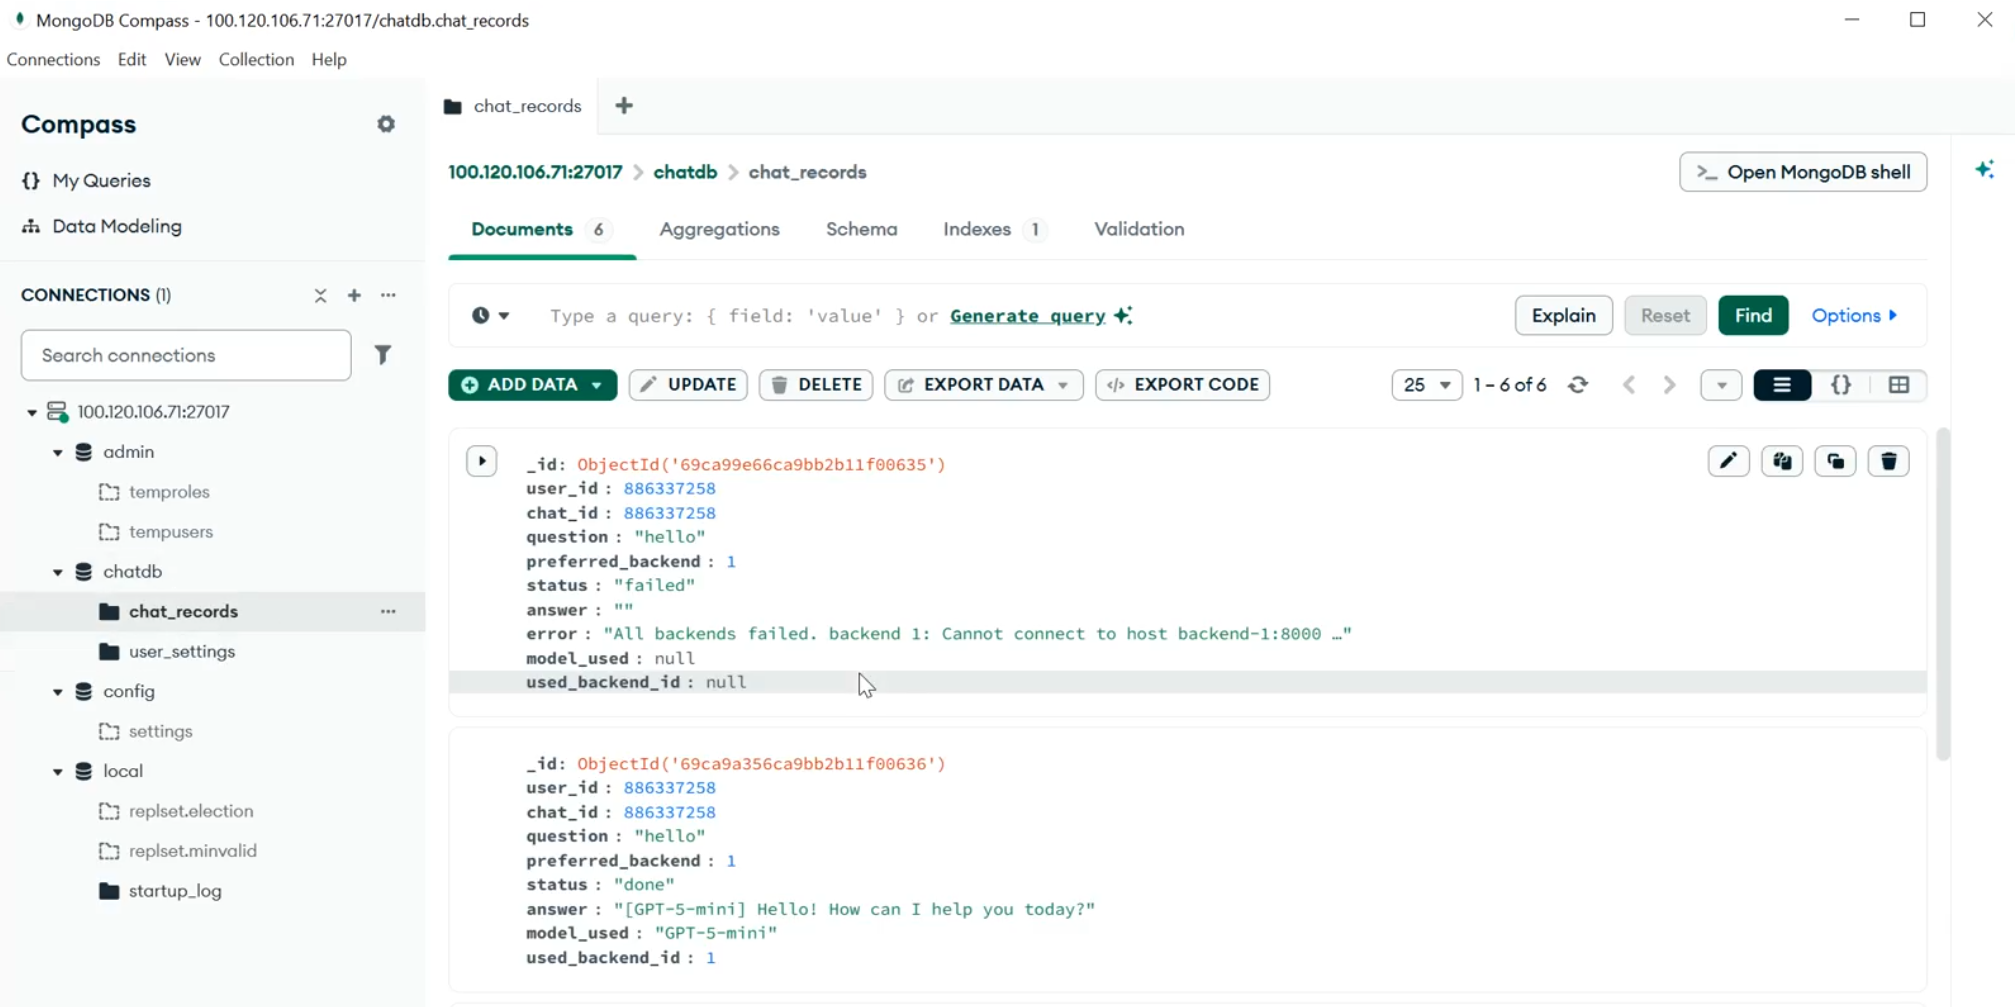 MongoDB Compass - 100.120.106.71:27017/chatdb.chat_records
Connections Edit View Collection Help
Compass
My Queries
Data Modeling
CONNECTIONS (1)
Search connections
100.120.106.71:27017
admin
temproles
tempusers
chatdb
chat_records
user_settings
config
settings
local
replset.election
replset.minvalid
startup_log
chat_records
100.120.106.71:27017 > chatdb > chat_records
>_ Open MongoDB shell
Documents 6 Aggregations Schema Indexes 1 Validation
Type a query: { field: 'value' } or Generate query
Explain Reset Find Options
ADD DATA UPDATE DELETE EXPORT DATA </> EXPORT CODE 25 1 – 6 of 6 {}
_id: ObjectId('69ca99e66ca9bb2b11f00635')
user_id : 886337258
chat_id : 886337258
question : "hello"
preferred_backend : 1
status : "failed"
answer : ""
error : "All backends failed. backend 1: Cannot connect to host backend-1:8000 …"
model_used : null
used_backend_id : null
_id: ObjectId('69ca9a356ca9bb2b11f00636')
user_id : 886337258
chat_id : 886337258
question : "hello"
preferred_backend : 1
status : "done"
answer : "[GPT-5-mini] Hello! How can I help you today?"
model_used : "GPT-5-mini"
used_backend_id : 1